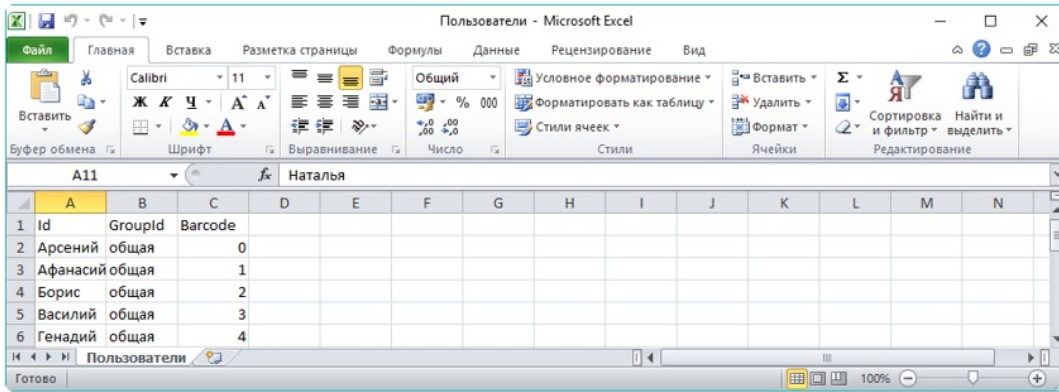 Пользователи - Microsoft Excel
Файл Главная Вставка Разметка страницы Формулы Данные Рецензирование Вид
Calibri 11 Общий Условное форматирование Вставить Σ
Ж К Ч A A % 000 Форматировать как таблицу Удалить
Вставить Стили ячеек Формат Сортировка и фильтр Найти и выделить
Буфер обмена Шрифт Выравнивание Число Стили Ячейки Редактирование
A11 fx Наталья
A B C D E F G H I J K L M N
1 Id GroupId Barcode
2 Арсений общая 0
3 Афанасий общая 1
4 Борис общая 2
5 Василий общая 3
6 Генадий общая 4
Пользователи
Готово 100%